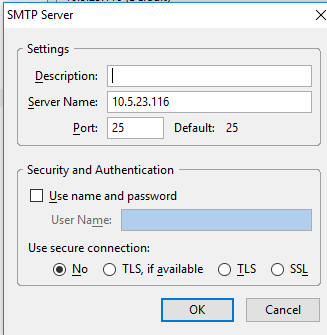 SMTP Server
Settings
Description:
Server Name: 10.5.23.116
Port: 25 Default: 25
Security and Authentication
Use name and password
User Name:
Use secure connection:
No TLS, if available TLS SSL
OK Cancel